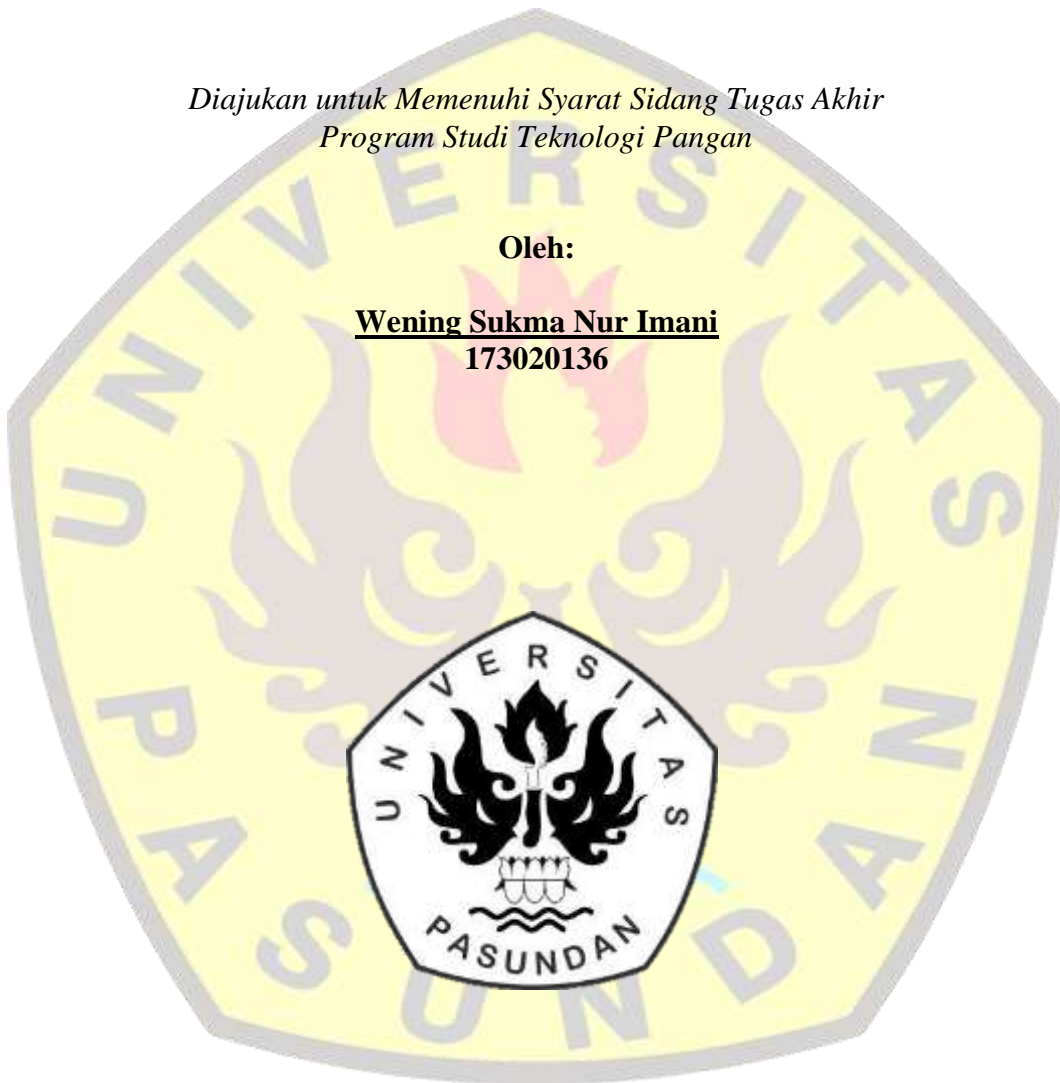 Diajukan untuk Memenuhi Syarat Sidang Tugas Akhir
Program Studi Teknologi Pangan
Oleh:
Wening Sukma Nur Imani
173020136
UNIVERSITAS
PASUNDAN
UNIVERSITAS
PASUNDAN